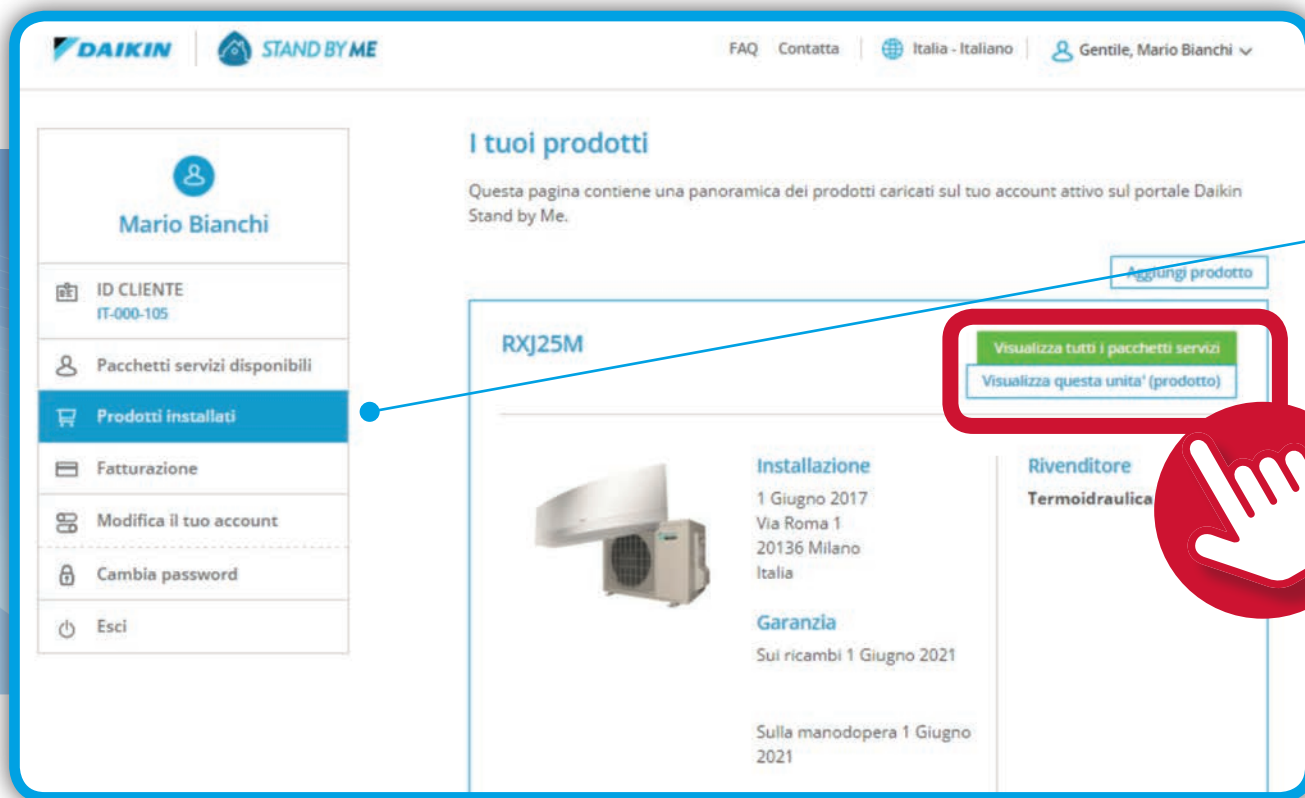 DAIKIN STAND BY ME FAQ Contatta Italia - Italiano Gentile, Mario Bianchi
Mario Bianchi
ID CLIENTE
IT-000-105
Pacchetti servizi disponibili
Prodotti installati
Fatturazione
Modifica il tuo account
Cambia password
Esci
I tuoi prodotti
Questa pagina contiene una panoramica dei prodotti caricati sul tuo account attivo sul portale Daikin
Stand by Me.
Aggiungi prodotto
RXJ25M
Visualizza tutti i pacchetti servizi
Visualizza questa unita' (prodotto)
Installazione
1 Giugno 2017
Via Roma 1
20136 Milano
Italia
Garanzia
Sui ricambi 1 Giugno 2021
Sulla manodopera 1 Giugno
2021
Rivenditore
Termoidraulica